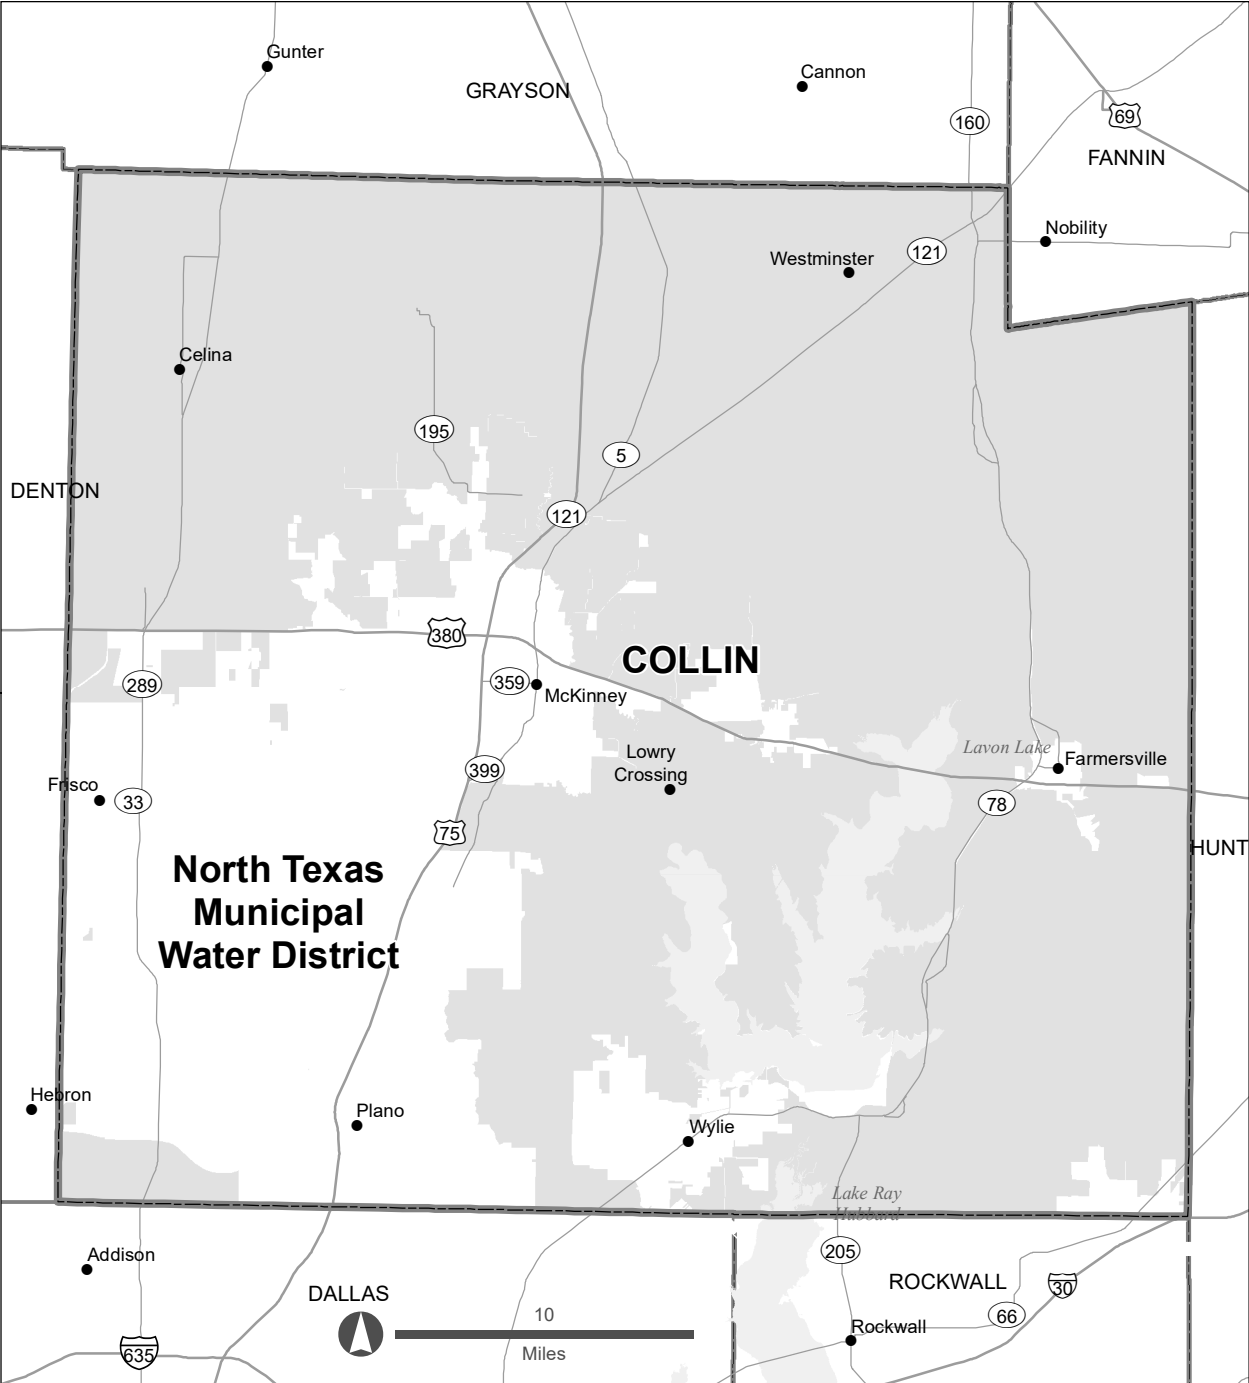 Gunter
GRAYSON
Cannon
160
69
FANNIN
Nobility
Westminster
121
Celina
195
5
DENTON
121
380
COLLIN
289
359
McKinney
Lowry
Crossing
399
Lavon Lake
Farmersville
Frisco
33
78
75
HUNT
North Texas
Municipal
Water District
Hebron
Plano
Wylie
Lake Ray
Hubbard
Addison
205
ROCKWALL
30
DALLAS
10
Miles
66
Rockwall
635